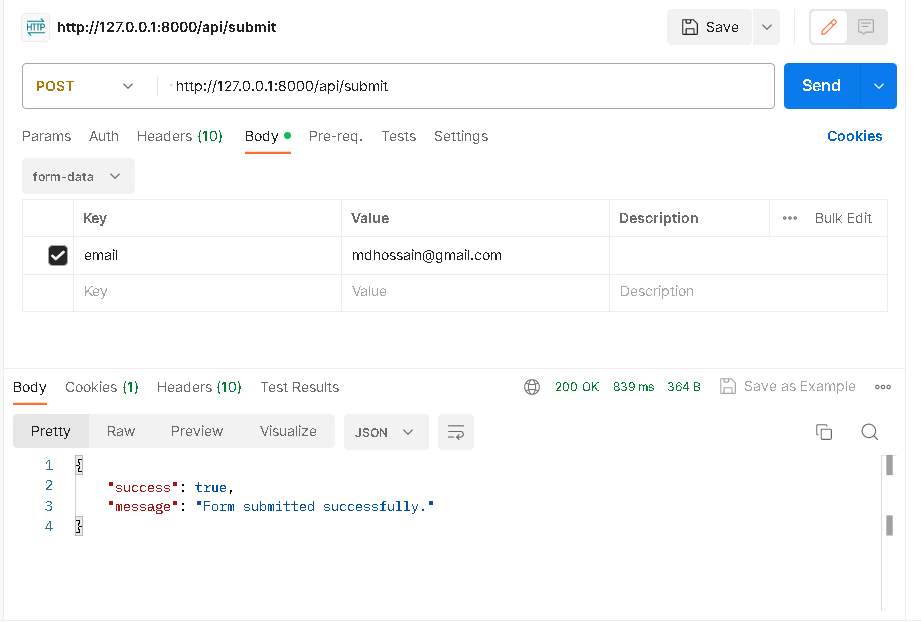 HTTP http://127.0.0.1:8000/api/submit Save
POST http://127.0.0.1:8000/api/submit Send
Params Auth Headers (10) Body Pre-req. Tests Settings Cookies
form-data
Key Value Description ••• Bulk Edit
email mdhossain@gmail.com
Key Value Description
Body Cookies (1) Headers (10) Test Results 200 OK 839 ms 364 B Save as Example •••
Pretty Raw Preview Visualize JSON
1 {
2 "success": true,
3 "message": "Form submitted successfully."
4 }